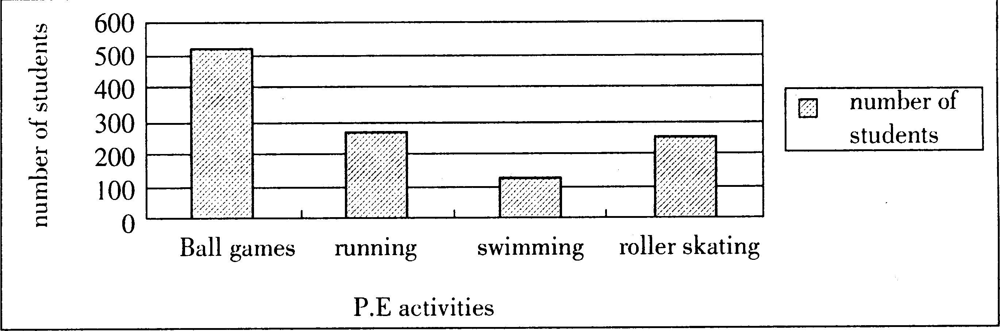 number of students
600
500
400
300
200
100
0
Ball games running swimming roller skating
P.E activities
number of
students